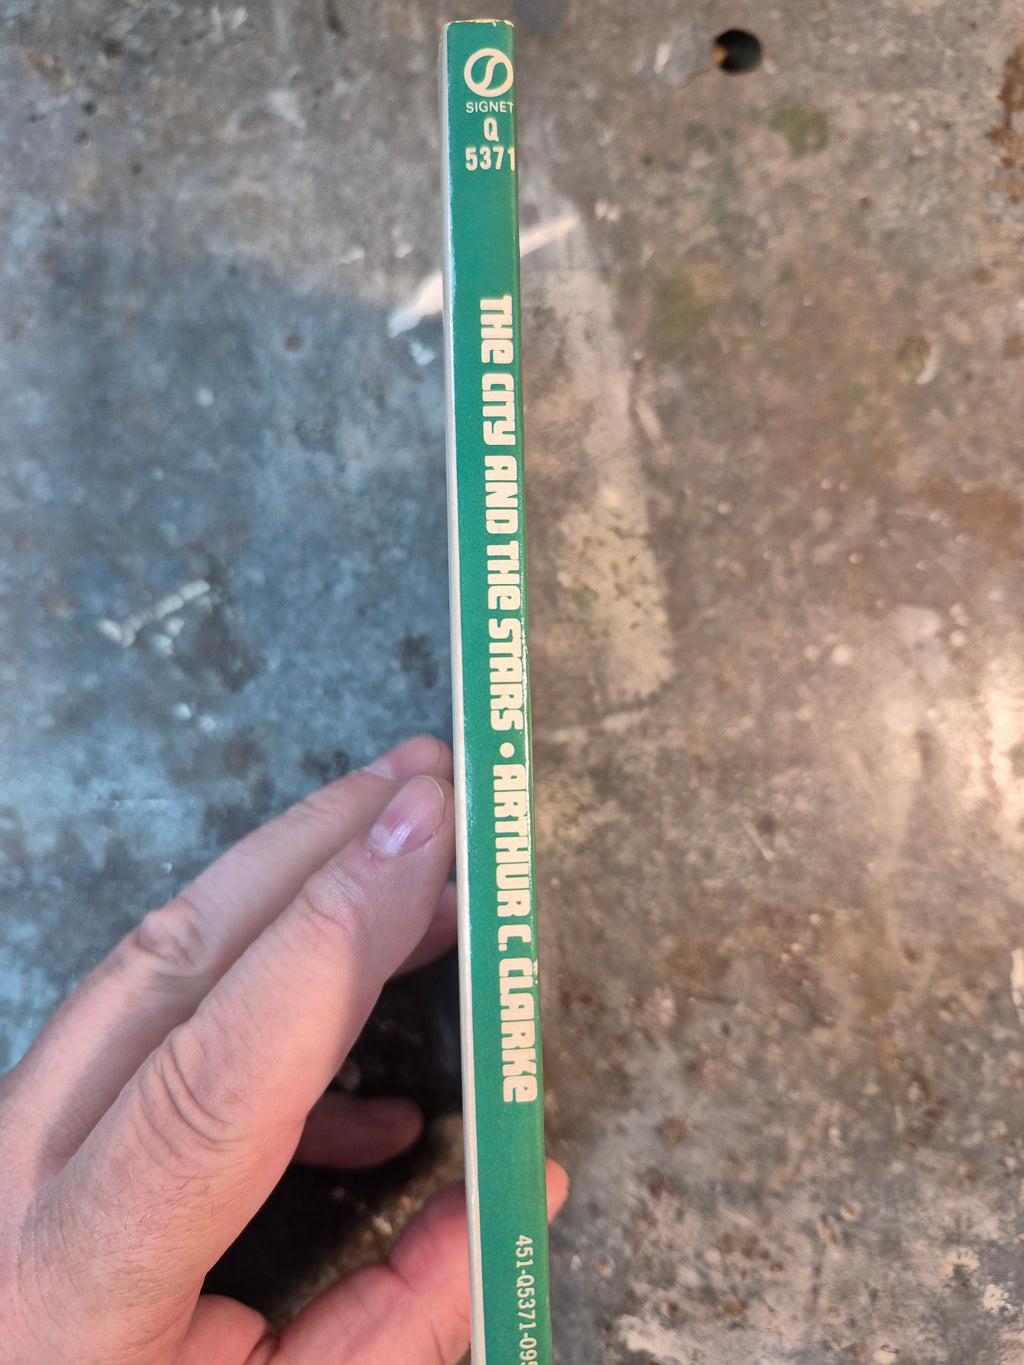 SIGNET
Q
5371
THE CITY AND THE STARS • ARTHUR C. CLARKE
451-Q5371-095